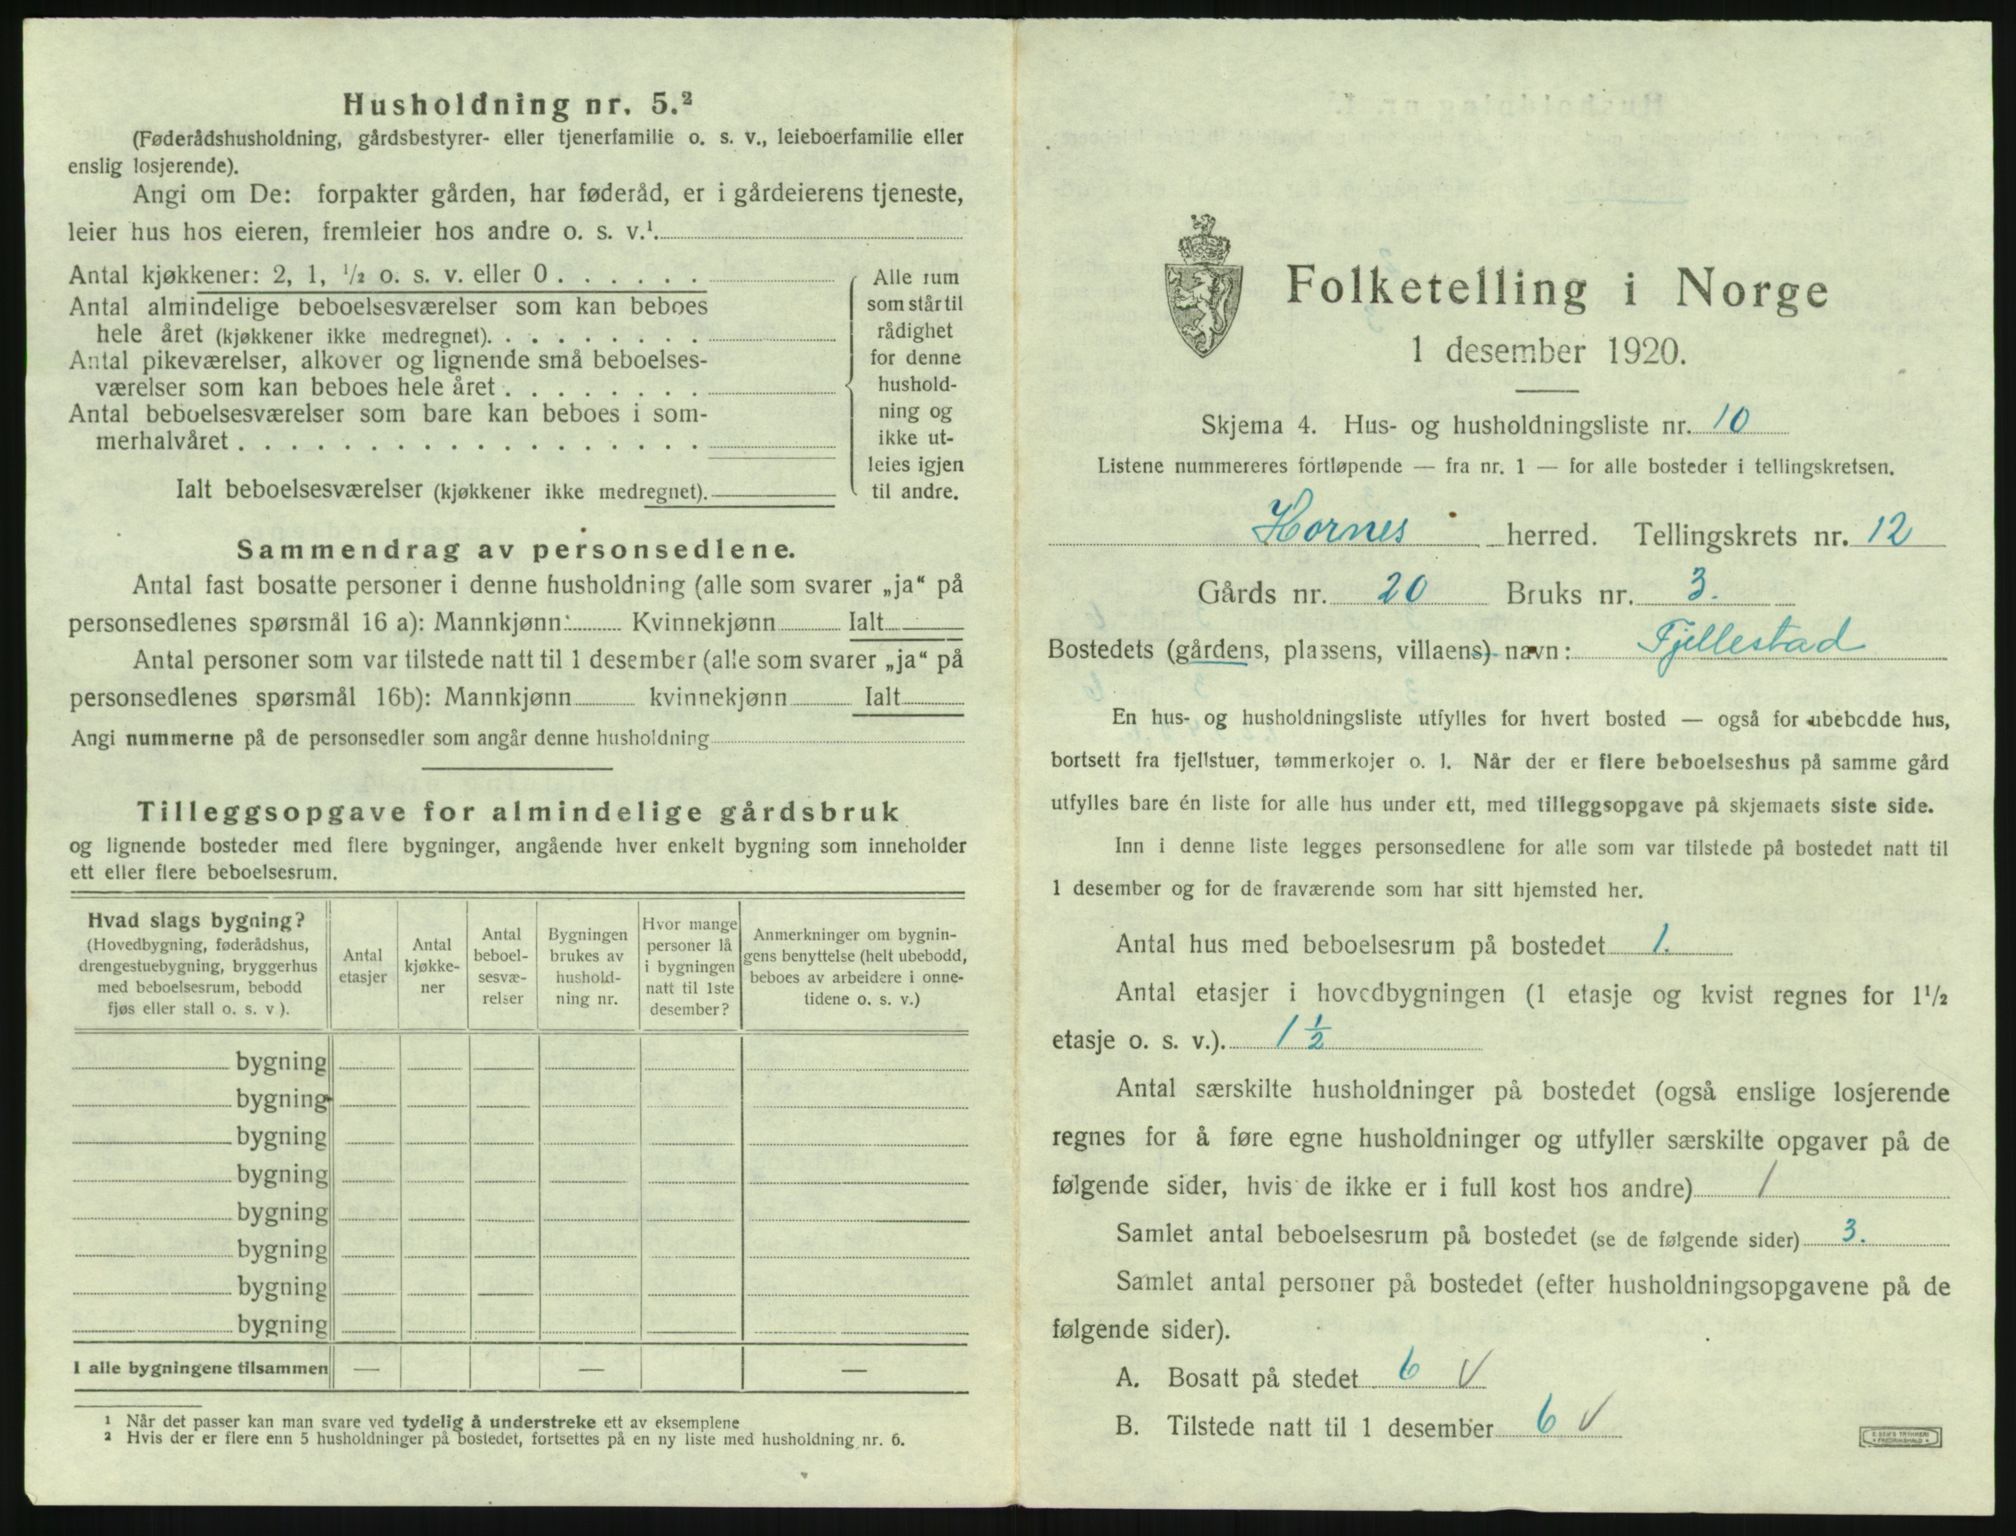 Husholdning nr. 5.²
(Føderådshusholdning, gårdsbestyrer- eller tjenerfamilie o. s. v., leieboerfamilie eller
enslig losjerende).
Angi om De: forpakter gården, har føderåd, er i gårdeierens tjeneste,
leier hus hos eieren, fremleier hos andre o. s. v.¹.
Antal kjøkkener: 2, 1, ½ o. s. v. eller 0 . . . . . .
Antal almindelige beboelsesværelser som kan beboes
hele året (kjøkkener ikke medregnet). . . . . . . . .
Antal pikeværelser, alkover og lignende små beboelses-
værelser som kan beboes hele året . . . . . . . .
Antal beboelsesværelser som bare kan beboes i som-
merhalvåret . . . . . . . . . . . . . . . . . .
Ialt beboelsesværelser (kjøkkener ikke medregnet).
Alle rum
som står til
rådighet
for denne
hushold-
ning og
ikke ut-
leies igjen
til andre.
Sammendrag av personsedlene.
Antal fast bosatte personer i denne husholdning (alle som svarer „ja“ på
personsedlenes spørsmål 16 a): Mannkjønn: Kvinnekjønn Ialt
Antal personer som var tilstede natt til 1 desember (alle som svarer „ja“ på
personsedlenes spørsmål 16b): Mannkjønn kvinnekjønn Ialt
Angi nummerne på de personsedler som angår denne husholdning
Tilleggsopgave for almindelige gårdsbruk
og lignende bosteder med flere bygninger, angående hver enkelt bygning som inneholder
ett eller flere beboelsesrum.
Hvad slags bygning?
(Hovedbygning, føderådshus,
drengestuebygning, bryggerhus
med beboelsesrum, bebodd
fjøs eller stall o. s. v ).
Antal
etasjer
Antal
kjøkke-
ner
Antal
beboel-
sesvæ-
relser
Bygningen
brukes av
hushold-
ning nr.
Hvor mange
personer lå
i bygningen
natt til 1ste
desember?
Anmerkninger om bygnin-
gens benyttelse (helt ubebodd,
beboes av arbeidere i onne-
tidene o. s. v.)
bygning
bygning
bygning
bygning
bygning
bygning
bygning
bygning
I alle bygningene tilsammen — — —
¹ Når det passer kan man svare ved tydelig å understreke ett av eksemplene
² Hvis der er flere enn 5 husholdninger på bostedet, fortsettes på en ny liste med husholdning nr. 6.
Folketelling i Norge
1 desember 1920.
Skjema 4. Hus- og husholdningsliste nr. 10
Listene nummereres fortløpende — fra nr. 1 — for alle bosteder i tellingskretsen.
Hornes herred. Tellingskrets nr. 12
Gårds nr. 20 Bruks nr. 3.
Bostedets (gårdens, plassens, villaens) navn: Fjellestad
En hus- og husholdningsliste utfylles for hvert bosted — også for ubebodde hus,
bortsett fra fjellstuer, tømmerkojer o. l. Når der er flere beboelseshus på samme gård
utfylles bare én liste for alle hus under ett, med tilleggsopgave på skjemaets siste side.
Inn i denne liste legges personsedlene for alle som var tilstede på bostedet natt til
1 desember og for de fraværende som har sitt hjemsted her.
Antal hus med beboelsesrum på bostedet 1.
Antal etasjer i hovedbygningen (1 etasje og kvist regnes for 1½
etasje o. s. v.). 1½
Antal særskilte husholdninger på bostedet (også enslige losjerende
regnes for å føre egne husholdninger og utfyller særskilte opgaver på de
følgende sider, hvis de ikke er i full kost hos andre) 1
Samlet antal beboelsesrum på bostedet (se de følgende sider) 3.
Samlet antal personer på bostedet (efter husholdningsopgavene på de
følgende sider).
A. Bosatt på stedet 6 V
B. Tilstede natt til 1 desember 6 V